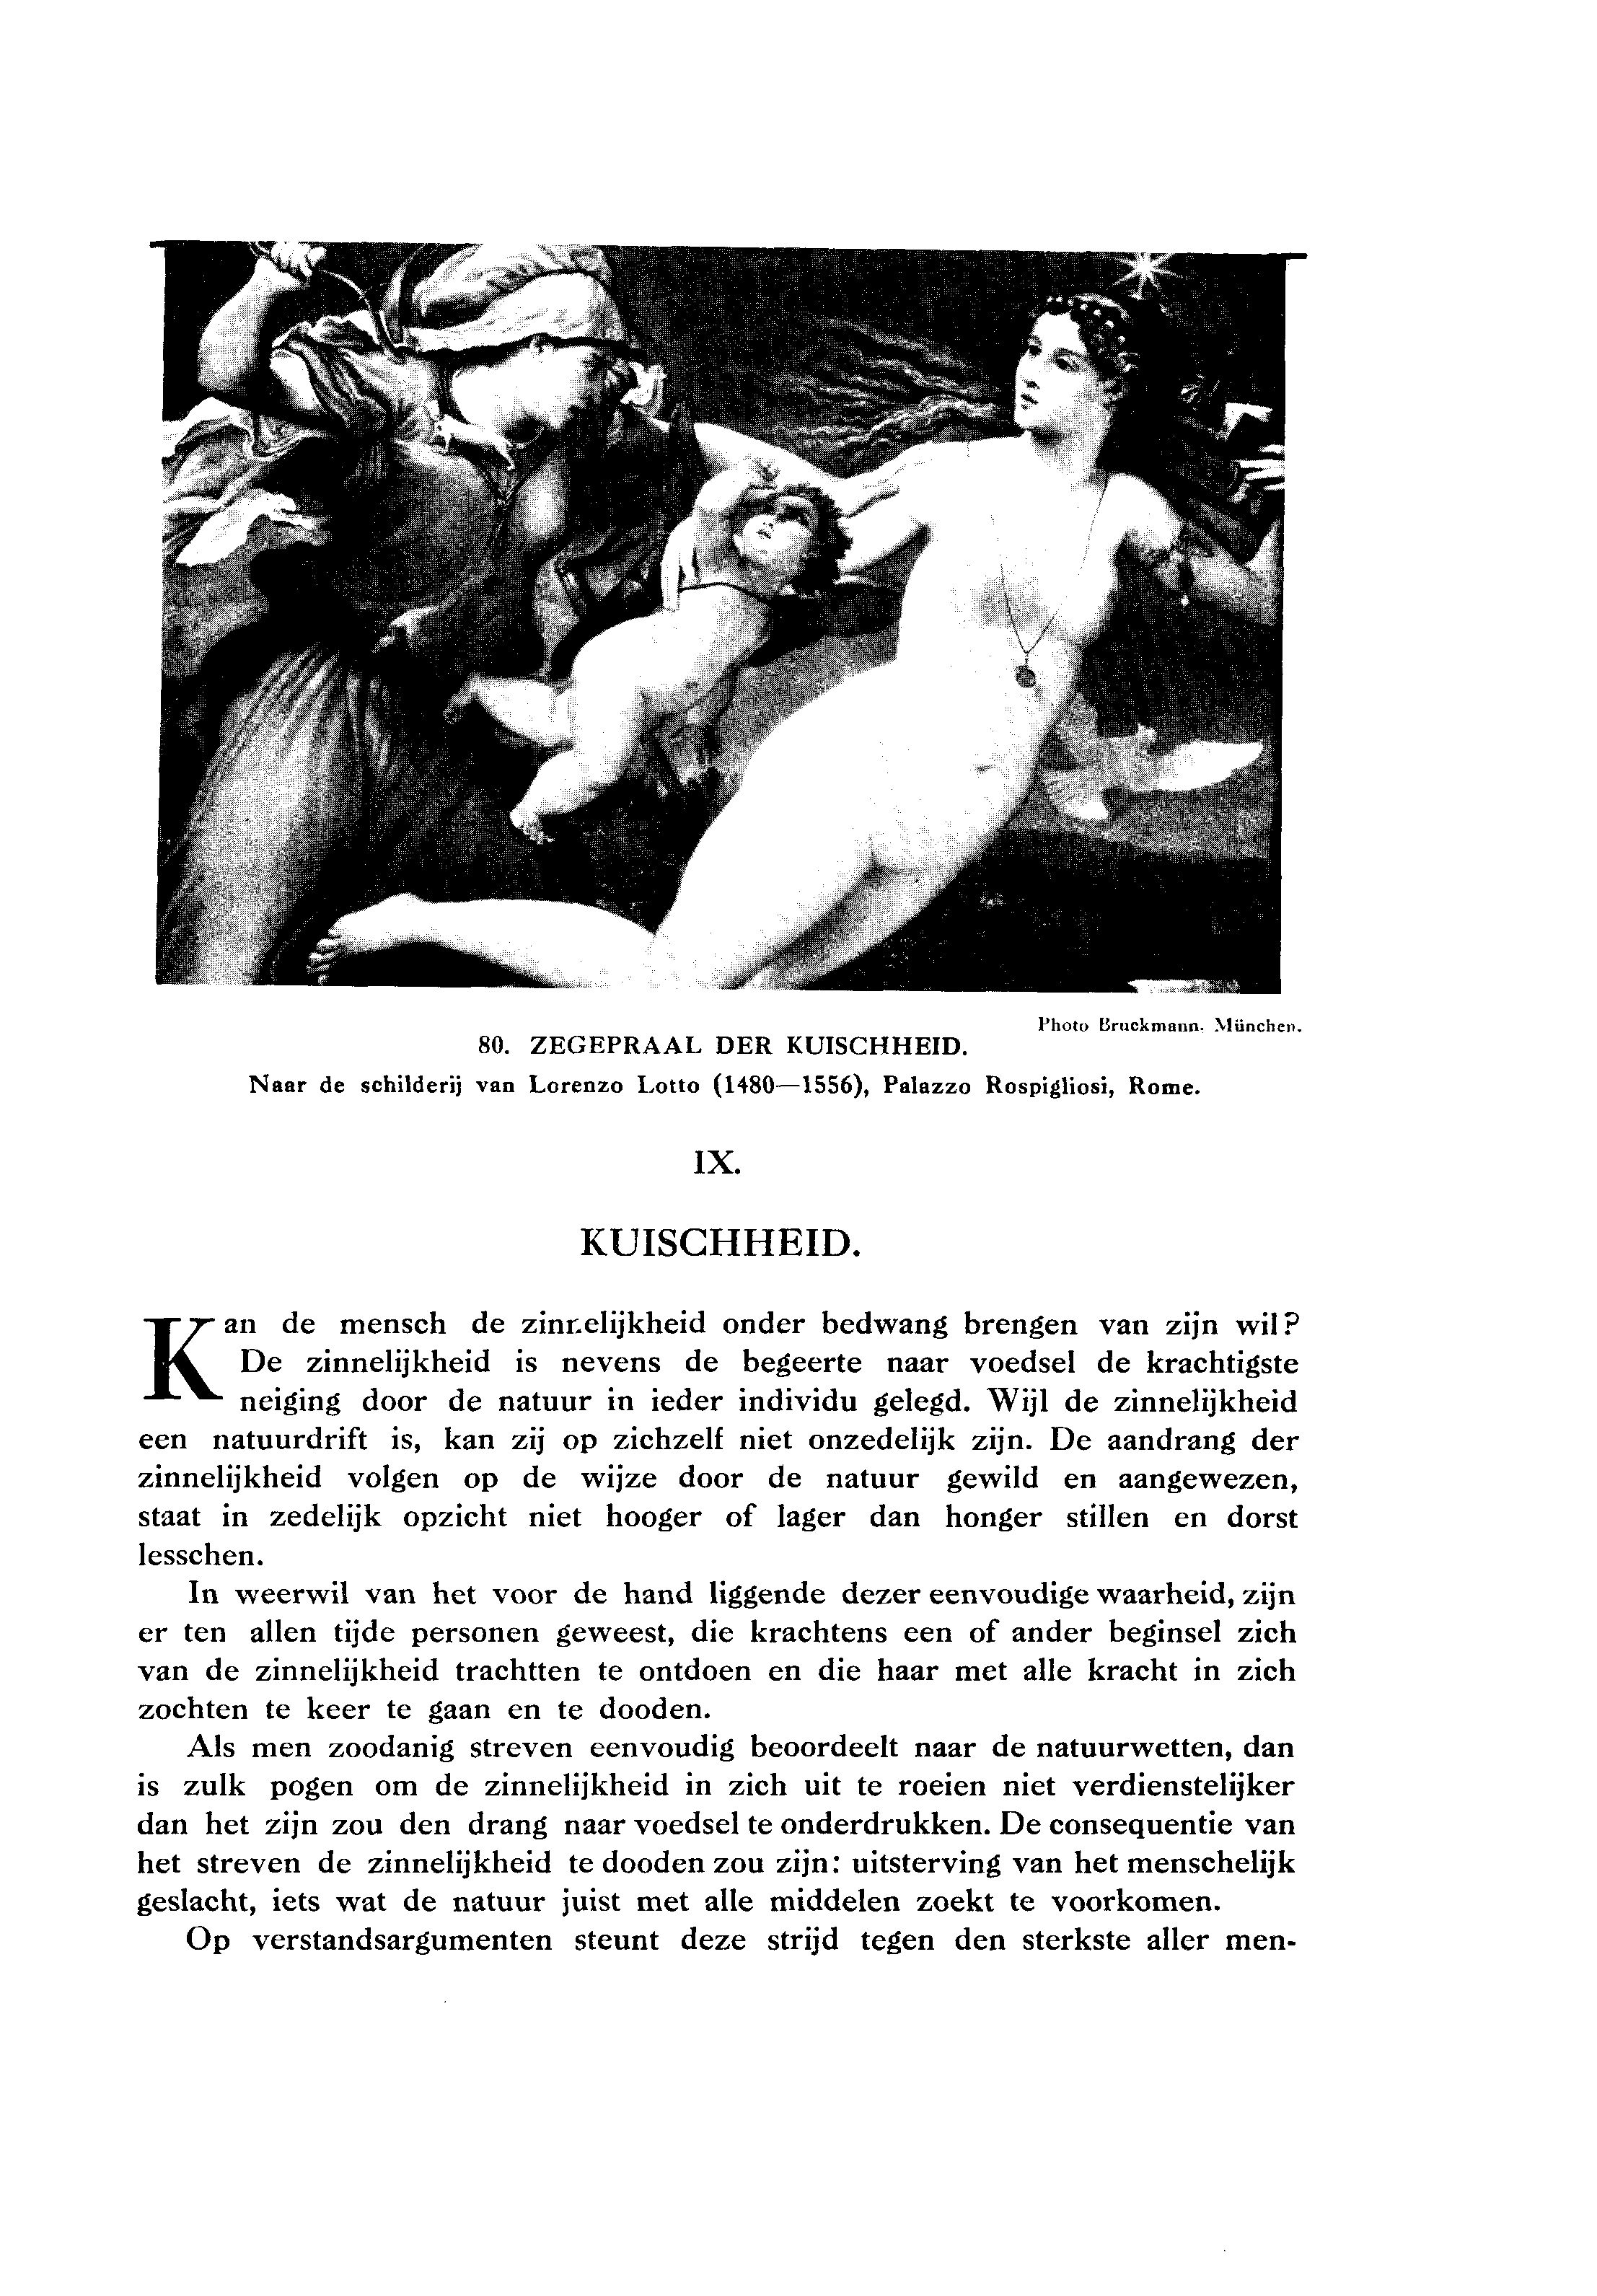 Photo Bruckmann. München.
80. ZEGEPRAAL DER KUISCHHEID.
Naar de schilderij van Lorenzo Lotto (1480—1556), Palazzo Rospigliosi, Rome.
IX.
KUISCHHEID.
Kan de mensch de zinnelijkheid onder bedwang brengen van zijn wil?
De zinnelijkheid is nevens de begeerte naar voedsel de krachtigste
neiging door de natuur in ieder individu gelegd. Wijl de zinnelijkheid
een natuurdrift is, kan zij op zichzelf niet onzedelijk zijn. De aandrang der
zinnelijkheid volgen op de wijze door de natuur gewild en aangewezen,
staat in zedelijk opzicht niet hooger of lager dan honger stillen en dorst
lesschen.
In weerwil van het voor de hand liggende dezer eenvoudige waarheid, zijn
er ten allen tijde personen geweest, die krachtens een of ander beginsel zich
van de zinnelijkheid trachtten te ontdoen en die haar met alle kracht in zich
zochten te keer te gaan en te dooden.
Als men zoodanig streven eenvoudig beoordeelt naar de natuurwetten, dan
is zulk pogen om de zinnelijkheid in zich uit te roeien niet verdienstelijker
dan het zijn zou den drang naar voedsel te onderdrukken. De consequentie van
het streven de zinnelijkheid te dooden zou zijn: uitsterving van het menschelijk
geslacht, iets wat de natuur juist met alle middelen zoekt te voorkomen.
Op verstandsargumenten steunt deze strijd tegen den sterkste aller men-